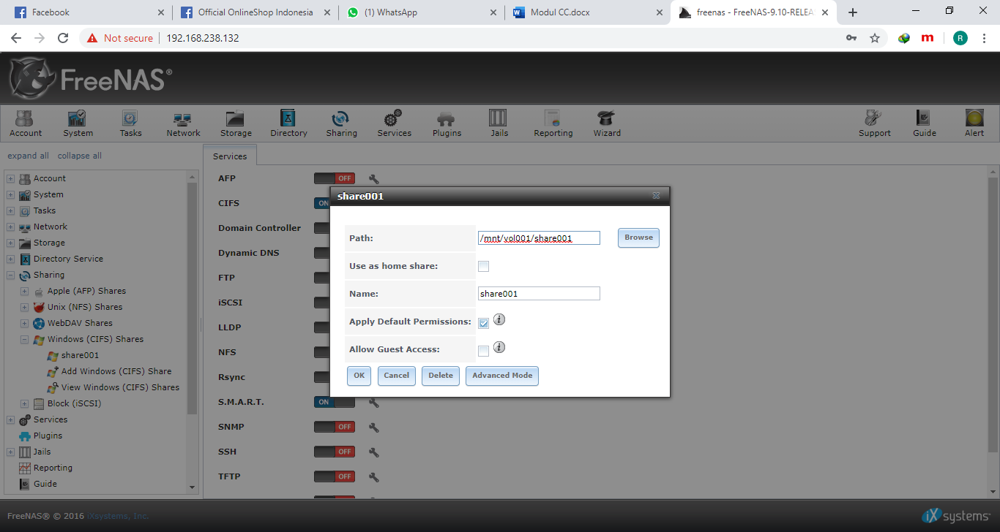 Facebook
Official OnlineShop Indonesia
(1) WhatsApp
Modul CC.docx
freenas - FreeNAS-9.10-RELEA
Not secure
192.168.238.132
m
R
FreeNAS®
Account
System
Tasks
Network
Storage
Directory
Sharing
Services
Plugins
Jails
Reporting
Wizard
Support
Guide
Alert
expand all
collapse all
Account
System
Tasks
Network
Storage
Directory Service
Sharing
Apple (AFP) Shares
Unix (NFS) Shares
WebDAV Shares
Windows (CIFS) Shares
share001
Add Windows (CIFS) Share
View Windows (CIFS) Shares
Block (iSCSI)
Services
Plugins
Jails
Reporting
Guide
Services
AFP OFF
CIFS ON
Domain Controller
Dynamic DNS
FTP
iSCSI
LLDP
NFS
Rsync
S.M.A.R.T. ON
SNMP OFF
SSH OFF
TFTP OFF
share001
Path: /mnt/vol001/share001 Browse
Use as home share:
Name: share001
Apply Default Permissions: i
Allow Guest Access: i
OK Cancel Delete Advanced Mode
FreeNAS® © 2016 iXsystems, Inc.
iXsystems